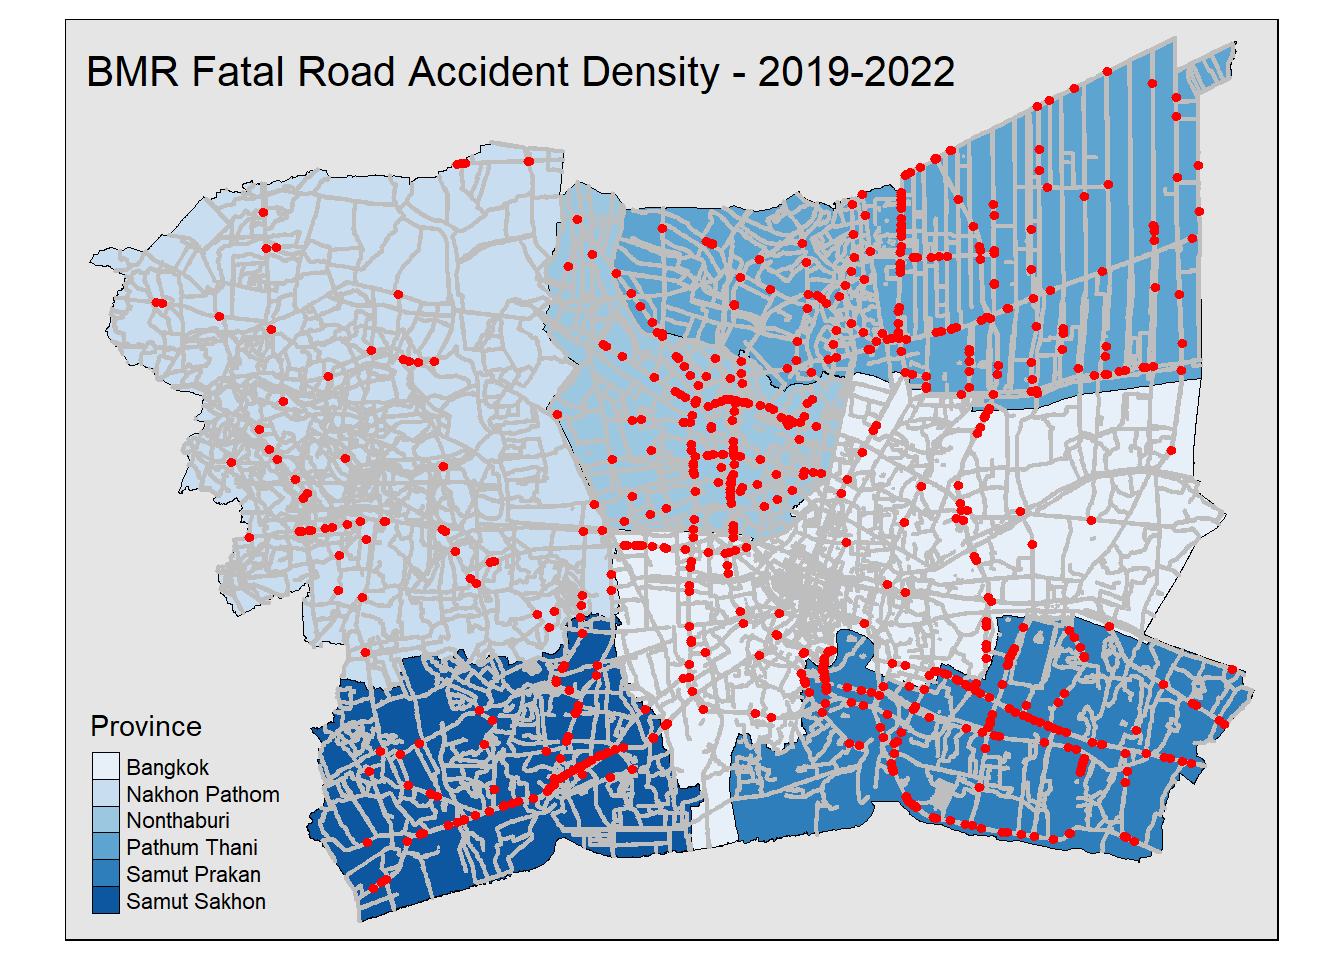 BMR Fatal Road Accident Density - 2019-2022
Province
Bangkok
Nakhon Pathom
Nonthaburi
Pathum Thani
Samut Prakan
Samut Sakhon